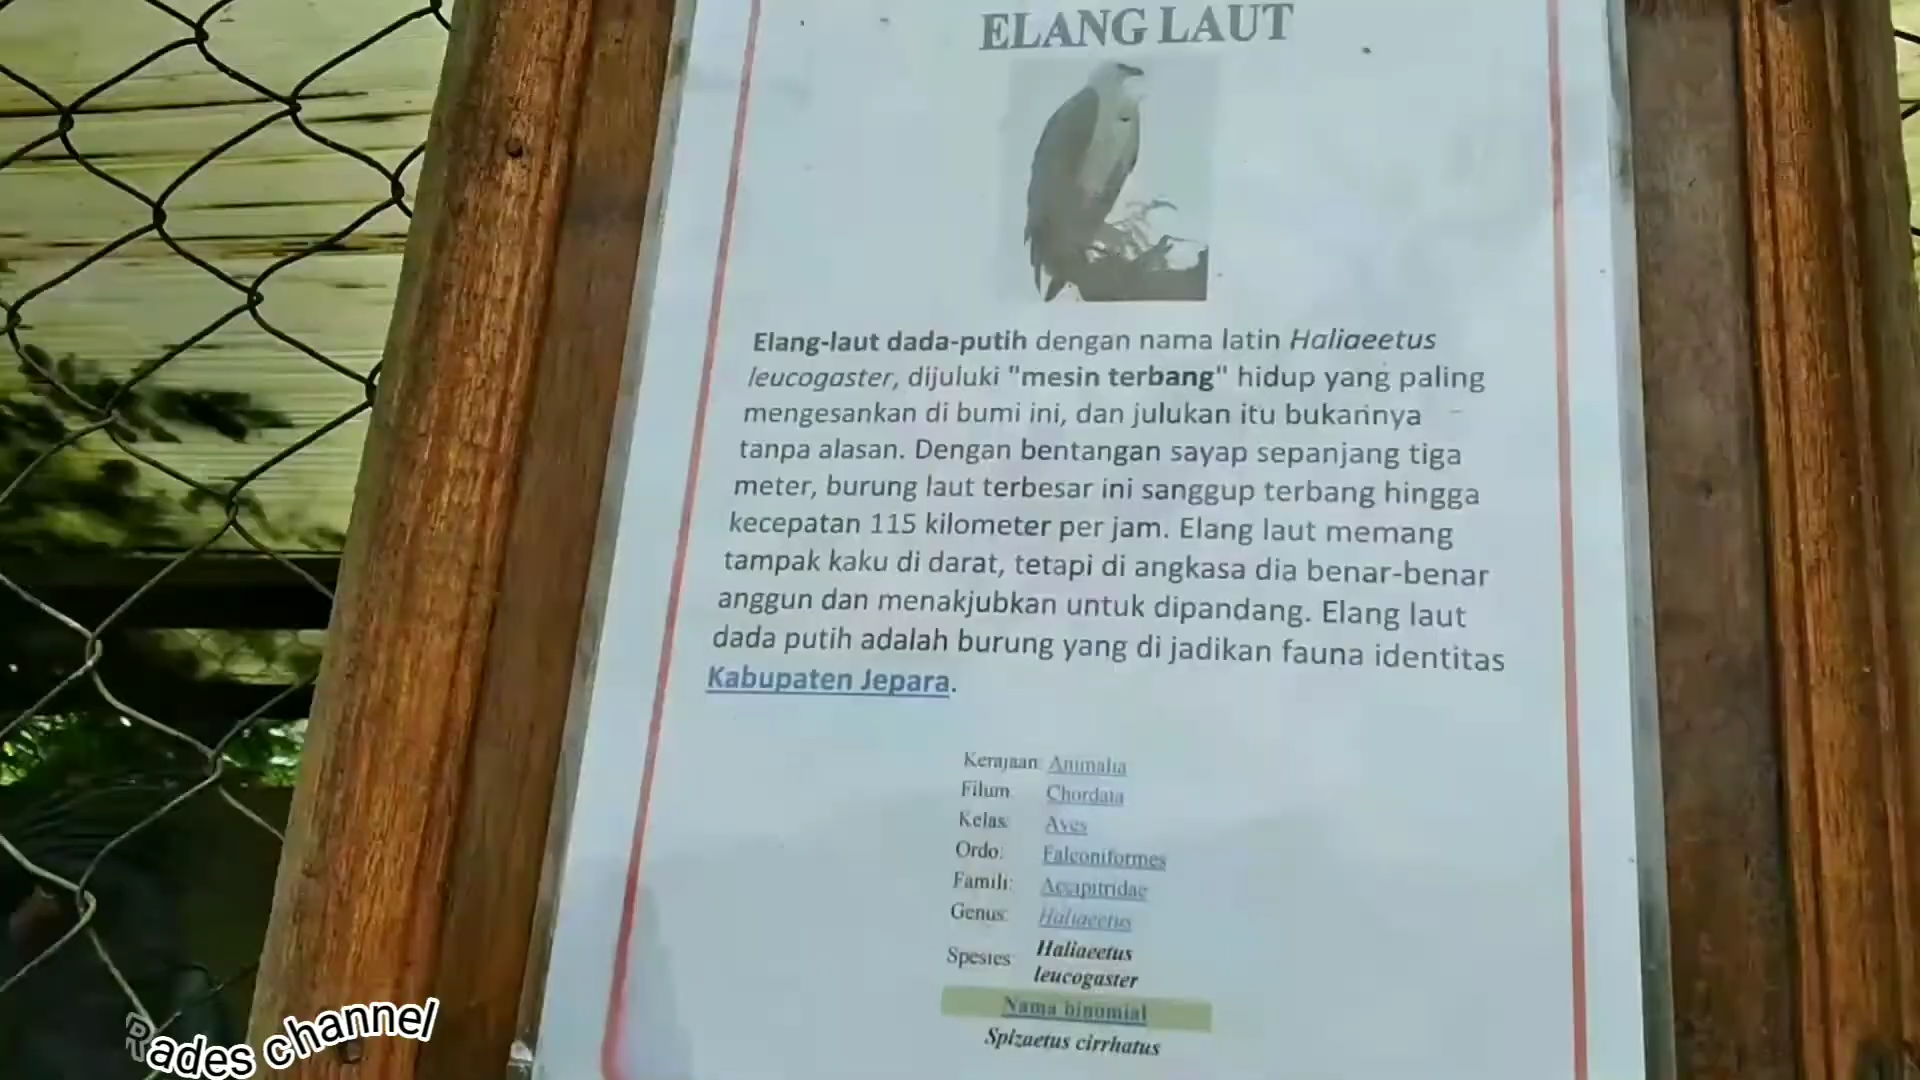 ELANG LAUT
Elang-laut dada-putih dengan nama latin Haliaeetus
leucogaster, dijuluki "mesin terbang" hidup yang paling
mengesankan di bumi ini, dan julukan itu bukannya
tanpa alasan. Dengan bentangan sayap sepanjang tiga
meter, burung laut terbesar ini sanggup terbang hingga
kecepatan 115 kilometer per jam. Elang laut memang
tampak kaku di darat, tetapi di angkasa dia benar-benar
anggun dan menakjubkan untuk dipandang. Elang laut
dada putih adalah burung yang di jadikan fauna identitas
Kabupaten Jepara.
Kerajaan: Animalia
Filum: Chordata
Kelas: Aves
Ordo: Falconiformes
Famili: Accipitridae
Genus: Haliaeetus
Spesies: Haliaeetus
leucogaster
Nama binomial
Spizaetus cirrhatus
Rades channel